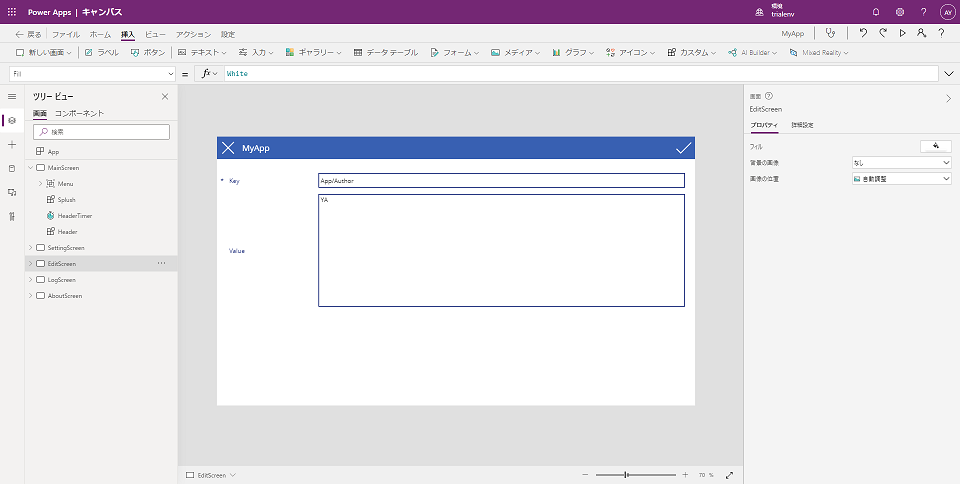 Power Apps | キャンバス
環境
trialenv
AY
戻る ファイル ホーム 挿入 ビュー アクション 設定
MyApp
新しい画面 ラベル ボタン テキスト 入力 ギャラリー データ テーブル フォーム メディア グラフ アイコン カスタム AI Builder Mixed Reality
Fill = fx White
ツリー ビュー
画面 コンポーネント
検索
App
MainScreen
Menu
Splush
HeaderTimer
Header
SettingScreen
EditScreen ...
LogScreen
AboutScreen
MyApp
* Key App/Author
Value YA
EditScreen
70 %
画面
EditScreen
プロパティ 詳細設定
フィル
背景の画像 なし
画像の位置 自動調整